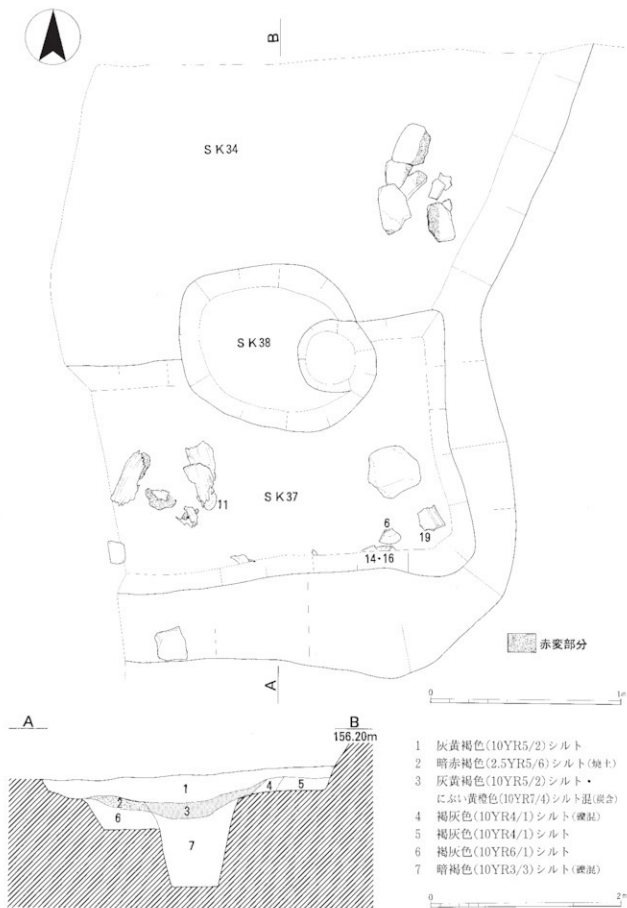 B
SK34
SK38
SK37
11
6
19
14・16
赤変部分
A
0 1m
A B
156.20m
1
2
3
4
5
6
7
1 灰黄褐色(10YR5/2)シルト
2 暗赤褐色(2.5YR5/6)シルト(焼土)
3 灰黄褐色(10YR5/2)シルト・
にぶい黄橙色(10YR7/4)シルト混(炭含)
4 褐灰色(10YR4/1)シルト(礫混)
5 褐灰色(10YR4/1)シルト
6 褐灰色(10YR6/1)シルト
7 暗褐色(10YR3/3)シルト(礫混)
0 2m